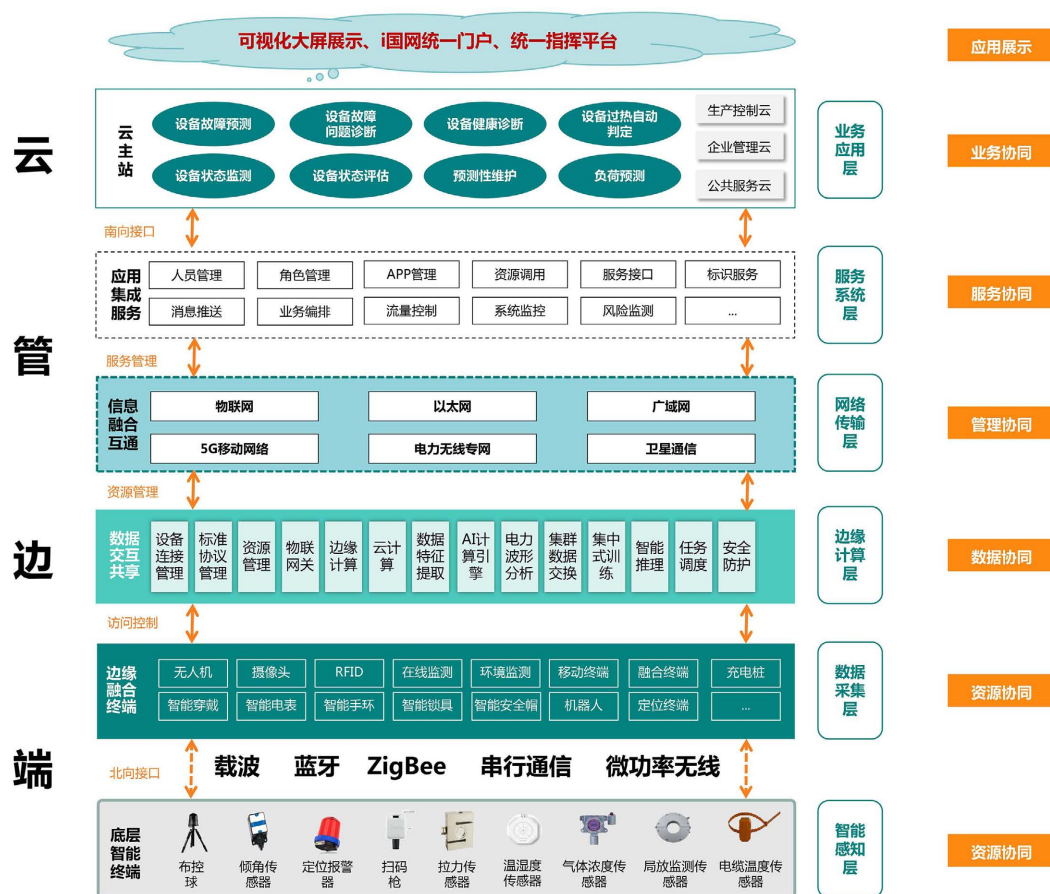 可视化大屏展示、i国网统一门户、统一指挥平台
应用展示
云
云
主
站
设备故障预测
设备故障
问题诊断
设备健康诊断
设备过热自动
判定
设备状态监测
设备状态评估
预测性维护
负荷预测
生产控制云
企业管理云
公共服务云
业务
应用
层
业务协同
南向接口
管
应用
集成
服务
人员管理
角色管理
APP管理
资源调用
服务接口
标识服务
消息推送
业务编排
流量控制
系统监控
风险监测
...
服务
系统
层
服务协同
服务管理
信息
融合
互通
物联网
以太网
广域网
5G移动网络
电力无线专网
卫星通信
网络
传输
层
管理协同
资源管理
边
数据
交互
共享
设备
连接
管理
标准
协议
管理
资源
管理
物联
网关
边缘
计算
云计
算
数据
特征
提取
AI计
算引
擎
电力
波形
分析
集群
数据
交换
集中
式训
练
智能
推理
任务
调度
安全
防护
边缘
计算
层
数据协同
访问控制
端
边缘
融合
终端
无人机
摄像头
RFID
在线监测
环境监测
移动终端
融合终端
充电桩
智能穿戴
智能电表
智能手环
智能锁具
智能安全帽
机器人
定位终端
...
数据
采集
层
资源协同
北向接口
载波
蓝牙
ZigBee
串行通信
微功率无线
底层
智能
终端
布控
球
倾角传
感器
定位报警
器
扫码
枪
拉力传
感器
温湿度
传感器
气体浓度传
感器
局放监测传
感器
电缆温度传
感器
智能
感知
层
资源协同